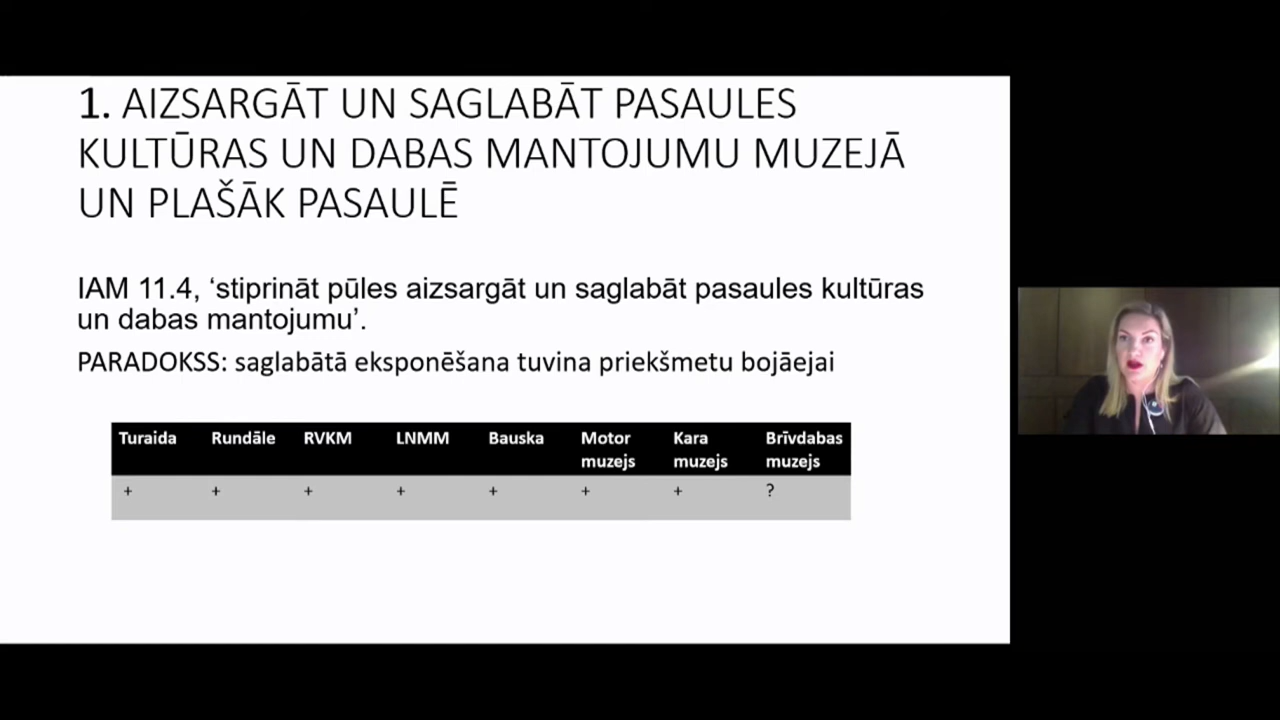 1. AIZSARGĀT UN SAGLABĀT PASAULES
KULTŪRAS UN DABAS MANTOJUMU MUZEJĀ
UN PLAŠĀK PASAULĒ
IAM 11.4, ‘stiprināt pūles aizsargāt un saglabāt pasaules kultūras
un dabas mantojumu’.
PARADOKSS: saglabātā eksponēšana tuvina priekšmetu bojāejai
Turaida Rundāle RVKM LNMM Bauska Motor muzejs Kara muzejs Brīvdabas muzejs
+ + + + + + + ?